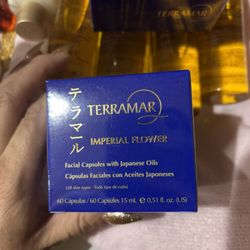 テラマール
TERRAMAR
IMPERIAL FLOWER
Facial Capsules with Japanese Oils
Cápsulas Faciales con Aceites Japoneses
(All skin types · Todo tipo de cutis)
60 Cápsulas / 60 Capsules 15 mL ℮ (0,51 fl. oz. (US)